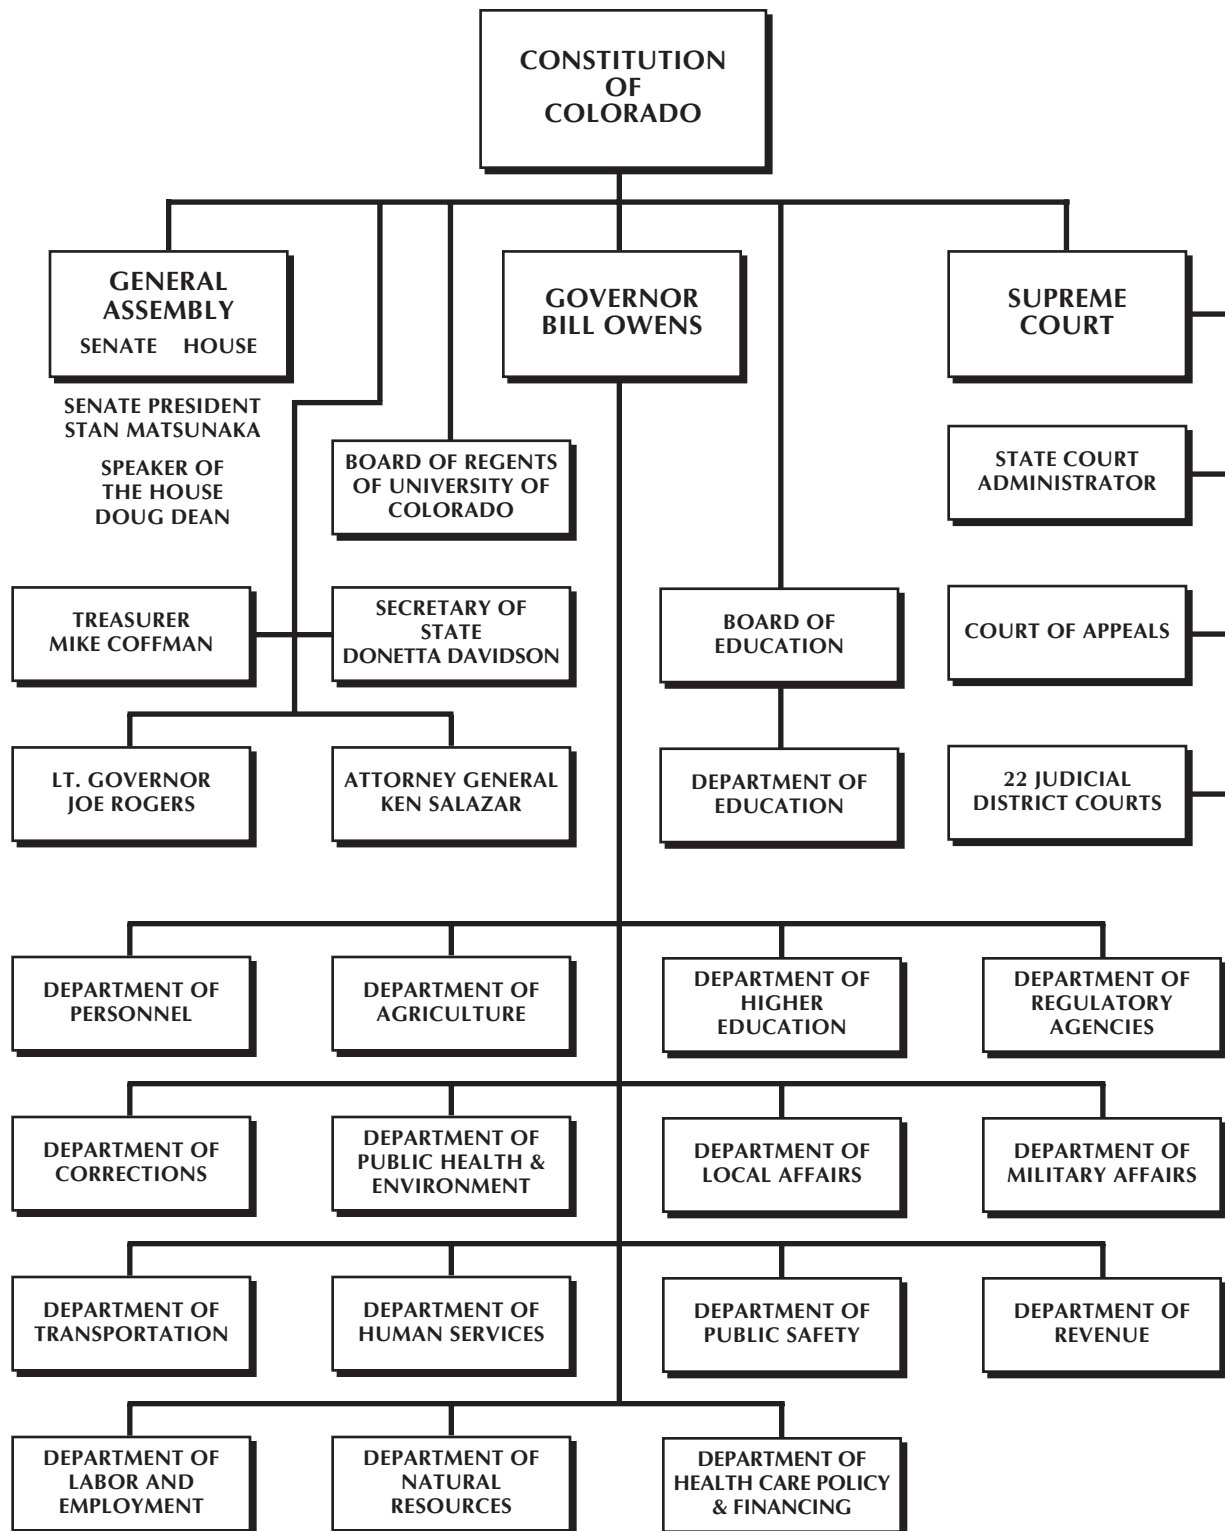 CONSTITUTION
OF
COLORADO
GENERAL
ASSEMBLY
SENATE HOUSE
GOVERNOR
BILL OWENS
SUPREME
COURT
SENATE PRESIDENT
STAN MATSUNAKA
SPEAKER OF
THE HOUSE
DOUG DEAN
BOARD OF REGENTS
OF UNIVERSITY OF
COLORADO
STATE COURT
ADMINISTRATOR
TREASURER
MIKE COFFMAN
SECRETARY OF
STATE
DONETTA DAVIDSON
BOARD OF
EDUCATION
COURT OF APPEALS
LT. GOVERNOR
JOE ROGERS
ATTORNEY GENERAL
KEN SALAZAR
DEPARTMENT OF
EDUCATION
22 JUDICIAL
DISTRICT COURTS
DEPARTMENT OF
PERSONNEL
DEPARTMENT OF
AGRICULTURE
DEPARTMENT OF
HIGHER
EDUCATION
DEPARTMENT OF
REGULATORY
AGENCIES
DEPARTMENT OF
CORRECTIONS
DEPARTMENT OF
PUBLIC HEALTH &
ENVIRONMENT
DEPARTMENT OF
LOCAL AFFAIRS
DEPARTMENT OF
MILITARY AFFAIRS
DEPARTMENT OF
TRANSPORTATION
DEPARTMENT OF
HUMAN SERVICES
DEPARTMENT OF
PUBLIC SAFETY
DEPARTMENT OF
REVENUE
DEPARTMENT OF
LABOR AND
EMPLOYMENT
DEPARTMENT OF
NATURAL
RESOURCES
DEPARTMENT OF
HEALTH CARE POLICY
& FINANCING